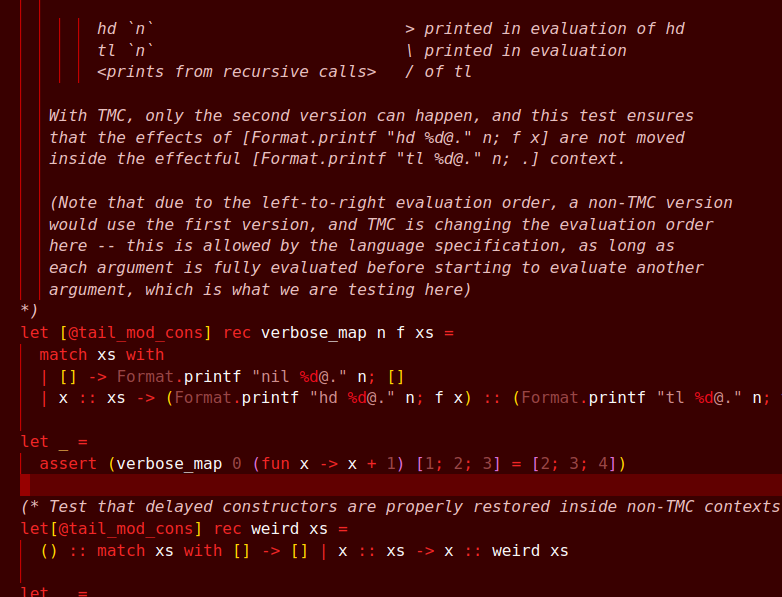 hd `n`                          > printed in evaluation of hd
tl `n`                          \ printed in evaluation
<prints from recursive calls>   / of tl
With TMC, only the second version can happen, and this test ensures
that the effects of [Format.printf "hd %d@." n; f x] are not moved
inside the effectful [Format.printf "tl %d@." n; .] context.
(Note that due to the left-to-right evaluation order, a non-TMC version
would use the first version, and TMC is changing the evaluation order
here -- this is allowed by the language specification, as long as
each argument is fully evaluated before starting to evaluate another
argument, which is what we are testing here)
*)
let [@tail_mod_cons] rec verbose_map n f xs =
match xs with
| [] -> Format.printf "nil %d@." n; []
| x :: xs -> (Format.printf "hd %d@." n; f x) :: (Format.printf "tl %d@." n;
let _ =
assert (verbose_map 0 (fun x -> x + 1) [1; 2; 3] = [2; 3; 4])
(* Test that delayed constructors are properly restored inside non-TMC contexts
let[@tail_mod_cons] rec weird xs =
() :: match xs with [] -> [] | x :: xs -> x :: weird xs
let _ =